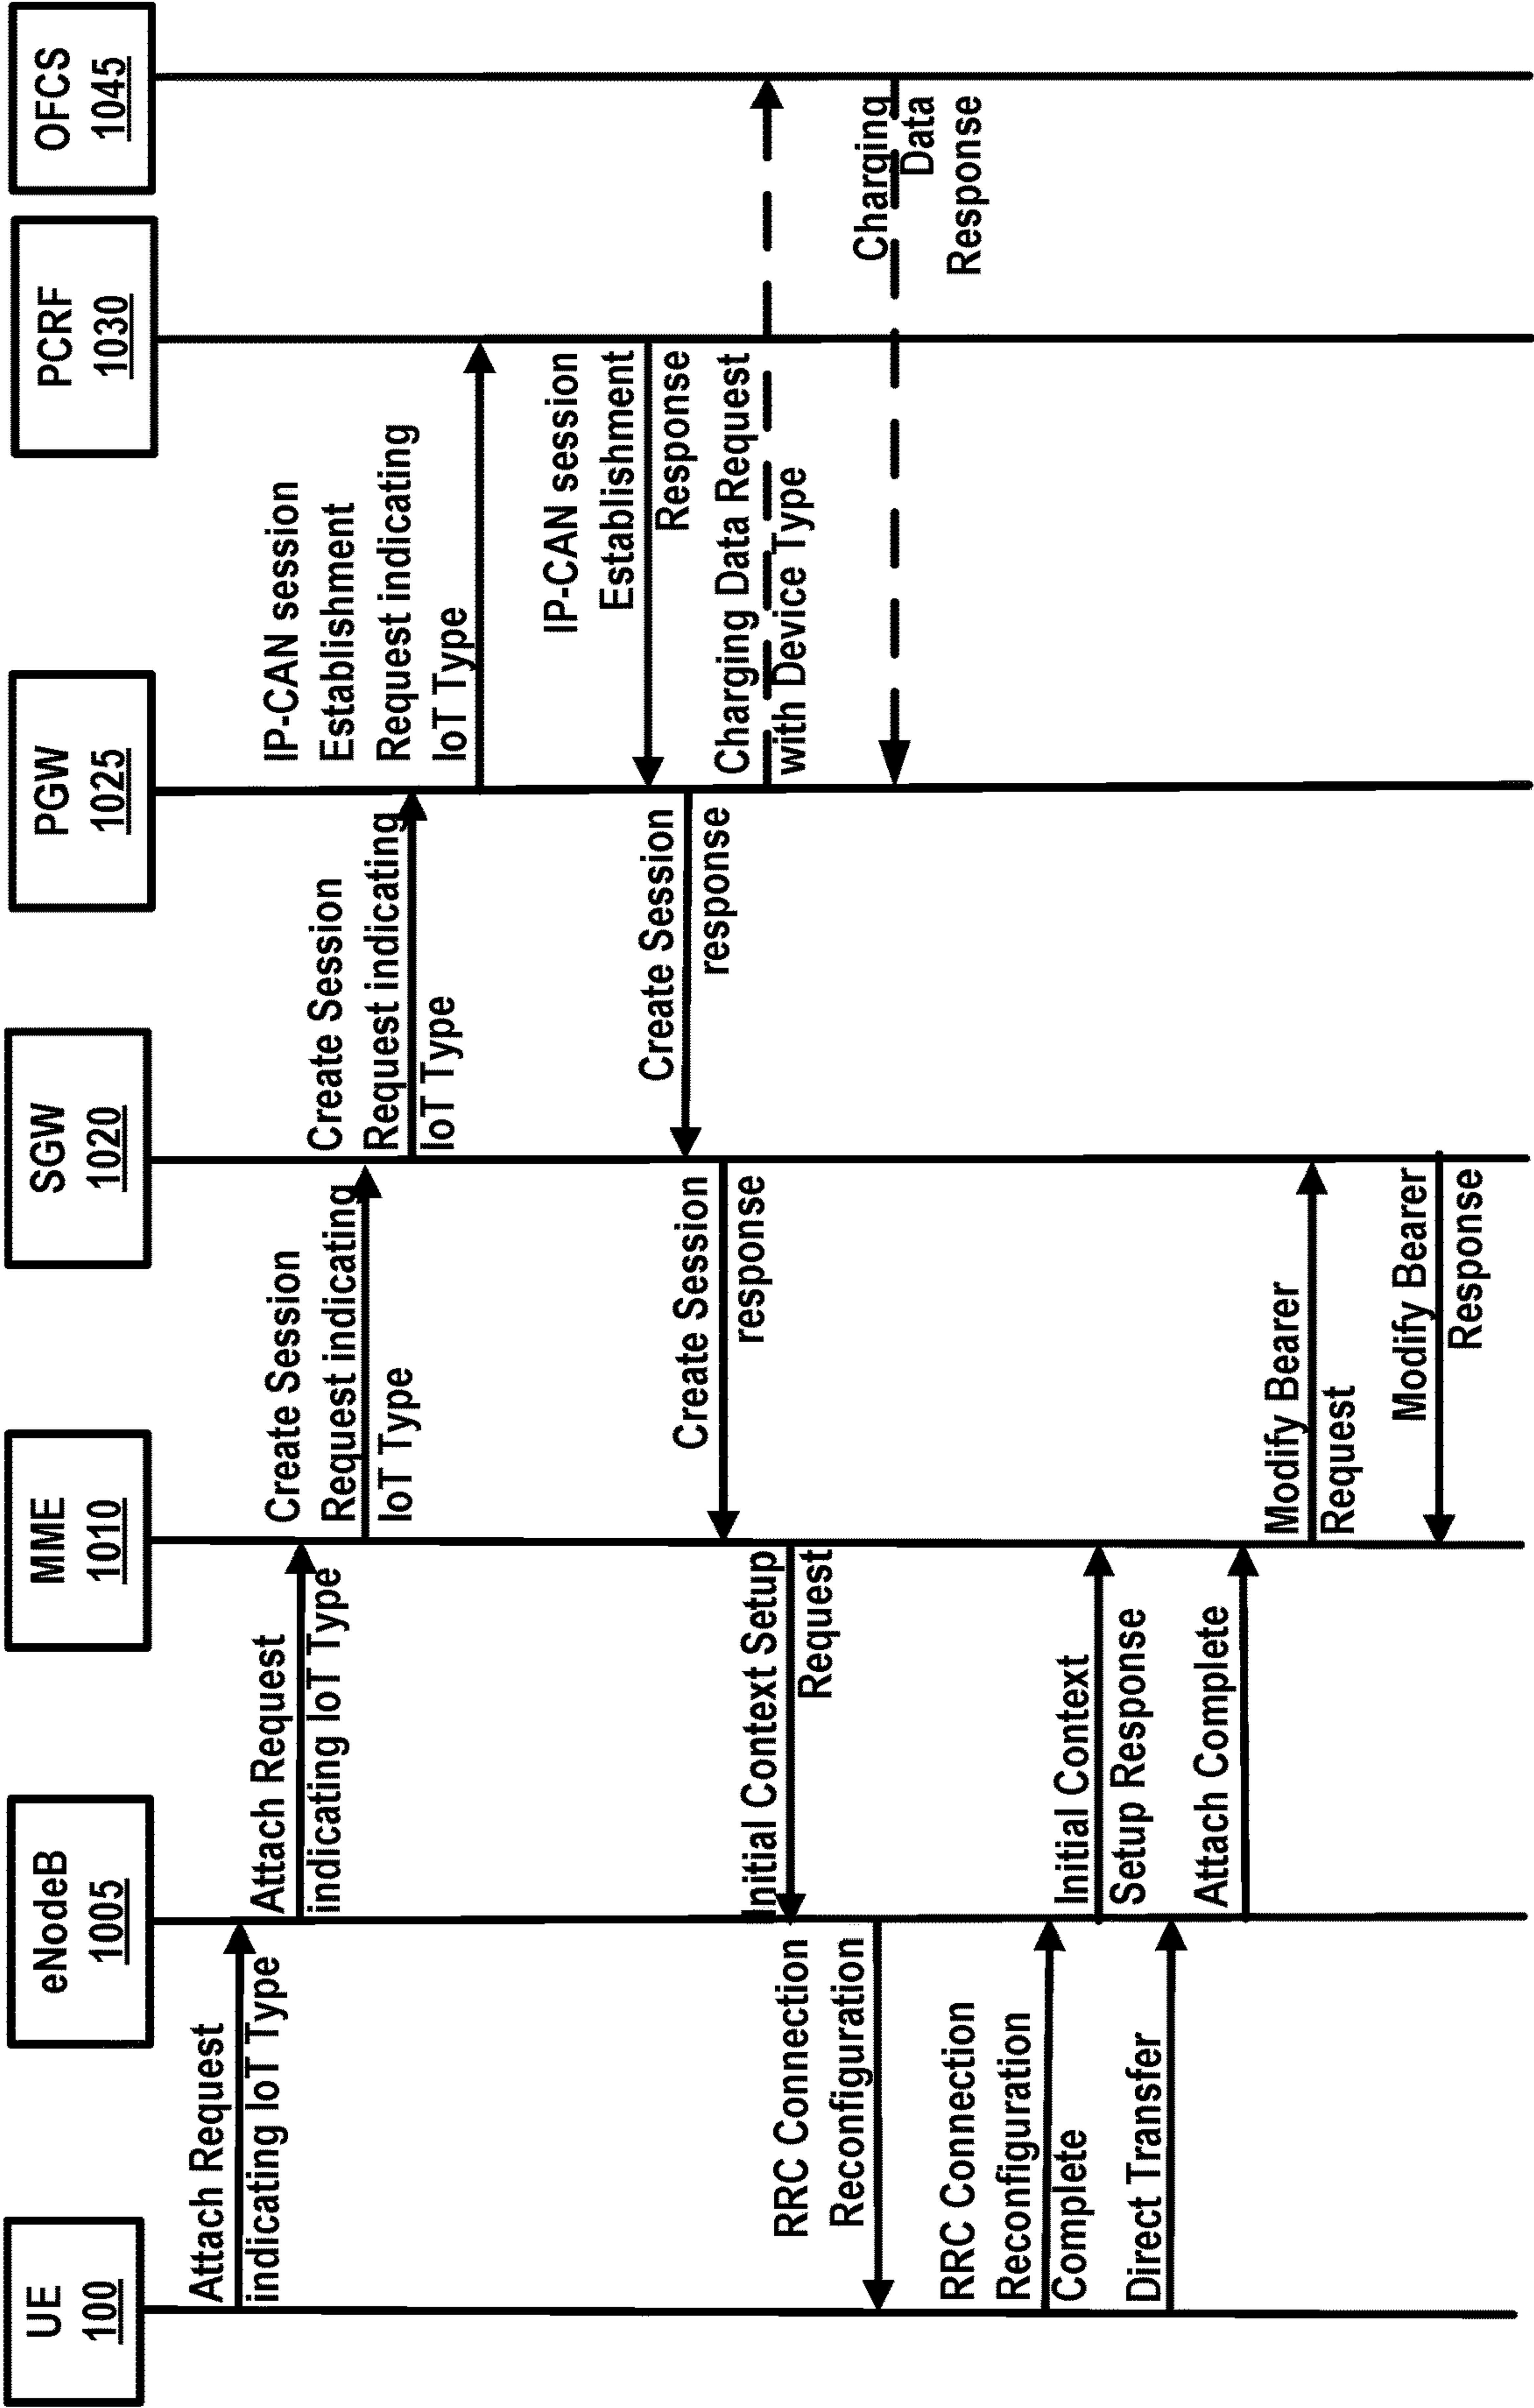 UE
100
eNodeB
1005
MME
1010
SGW
1020
PGW
1025
PCRF
1030
OFCS
1045
Attach Request
indicating IoT Type
Attach Request
indicating IoT Type
Create Session
Request indicating
IoT Type
Create Session
Request indicating
IoT Type
IP-CAN session
Establishment
Request indicating
IoT Type
IP-CAN session
Establishment
Response
Create Session
response
Create Session
response
Charging Data Request
with Device Type
Initial Context Setup
Request
Charging
Data
Response
RRC Connection
Reconfiguration
RRC Connection
Reconfiguration
Complete
Initial Context
Setup Response
Direct Transfer
Attach Complete
Modify Bearer
Request
Modify Bearer
Response